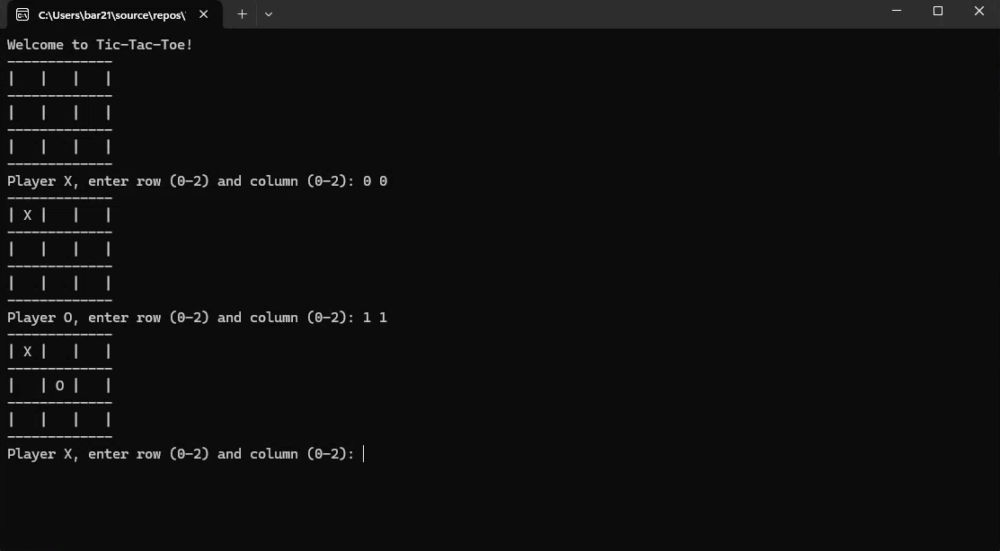 C:\Users\bar21\source\repos\'
Welcome to Tic-Tac-Toe!
-------------
|   |   |   |
-------------
|   |   |   |
-------------
|   |   |   |
-------------
Player X, enter row (0-2) and column (0-2): 0 0
-------------
| X |   |   |
-------------
|   |   |   |
-------------
|   |   |   |
-------------
Player O, enter row (0-2) and column (0-2): 1 1
-------------
| X |   |   |
-------------
|   | O |   |
-------------
|   |   |   |
-------------
Player X, enter row (0-2) and column (0-2):